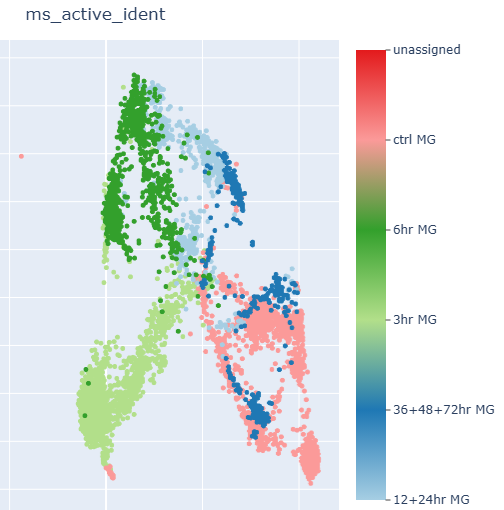 ms_active_ident
unassigned
ctrl MG
6hr MG
3hr MG
36+48+72hr MG
12+24hr MG